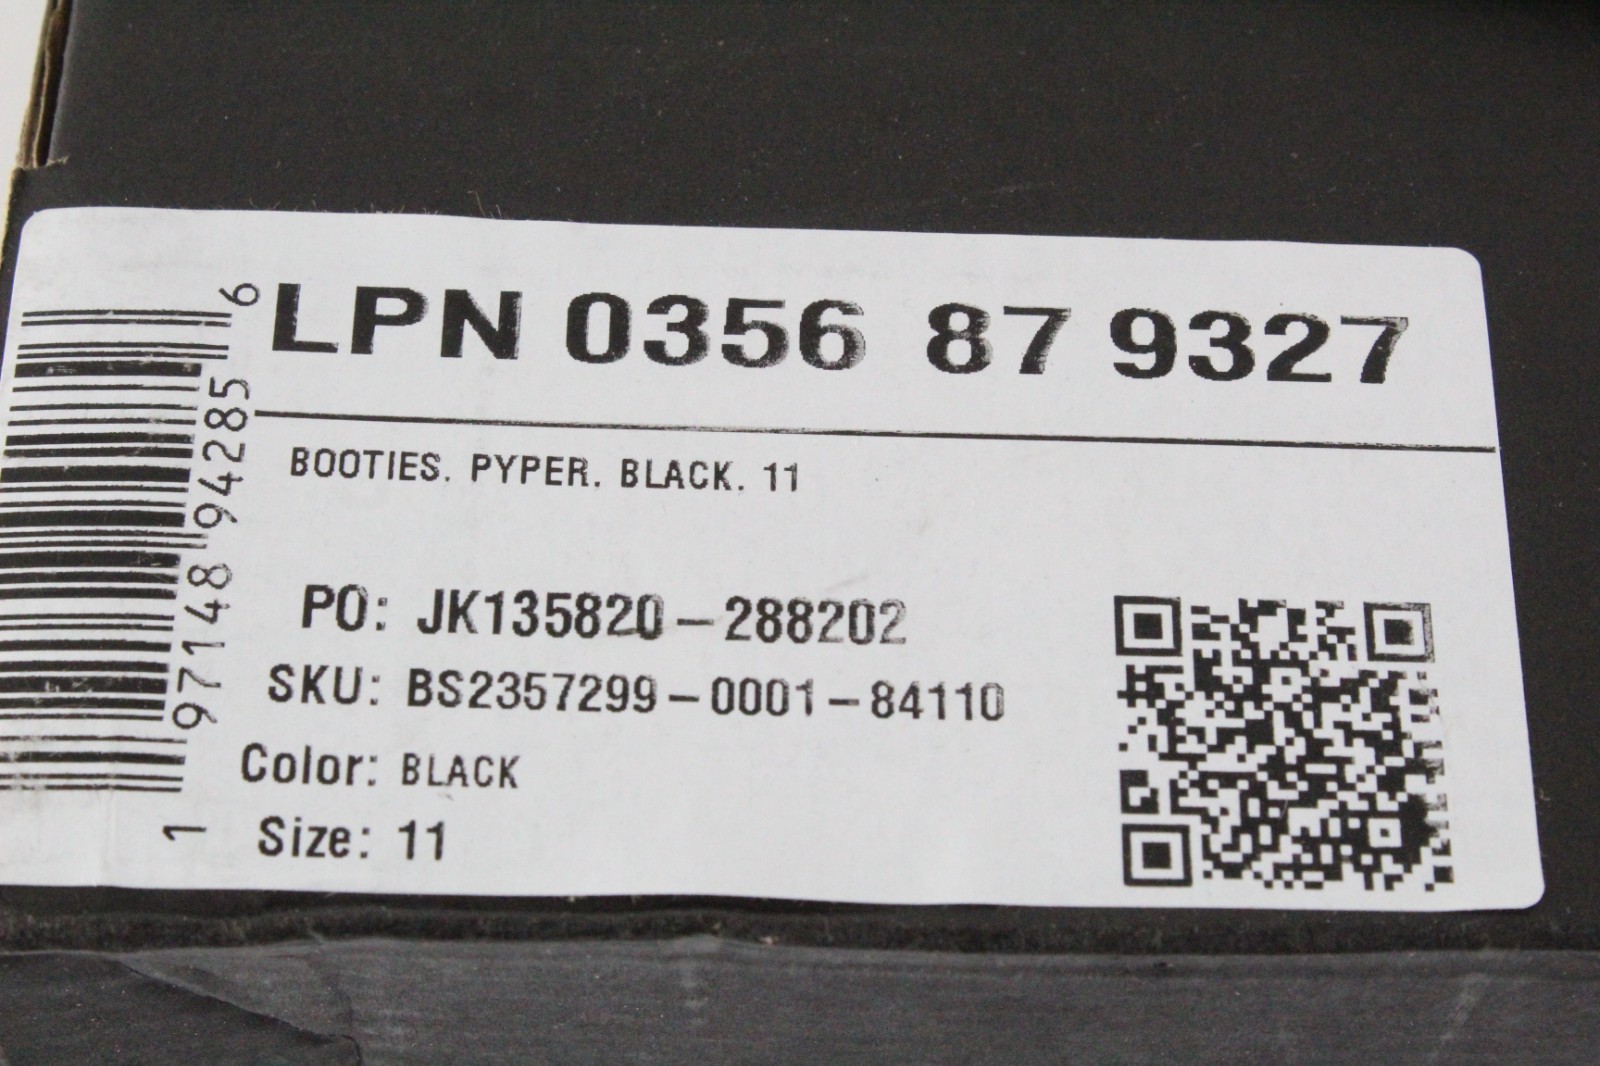 LPN 0356 87 9327
BOOTIES. PYPER. BLACK. 11
PO: JK135820-288202
SKU: BS2357299-0001-84110
Color: BLACK
Size: 11
1 97148 94285 6